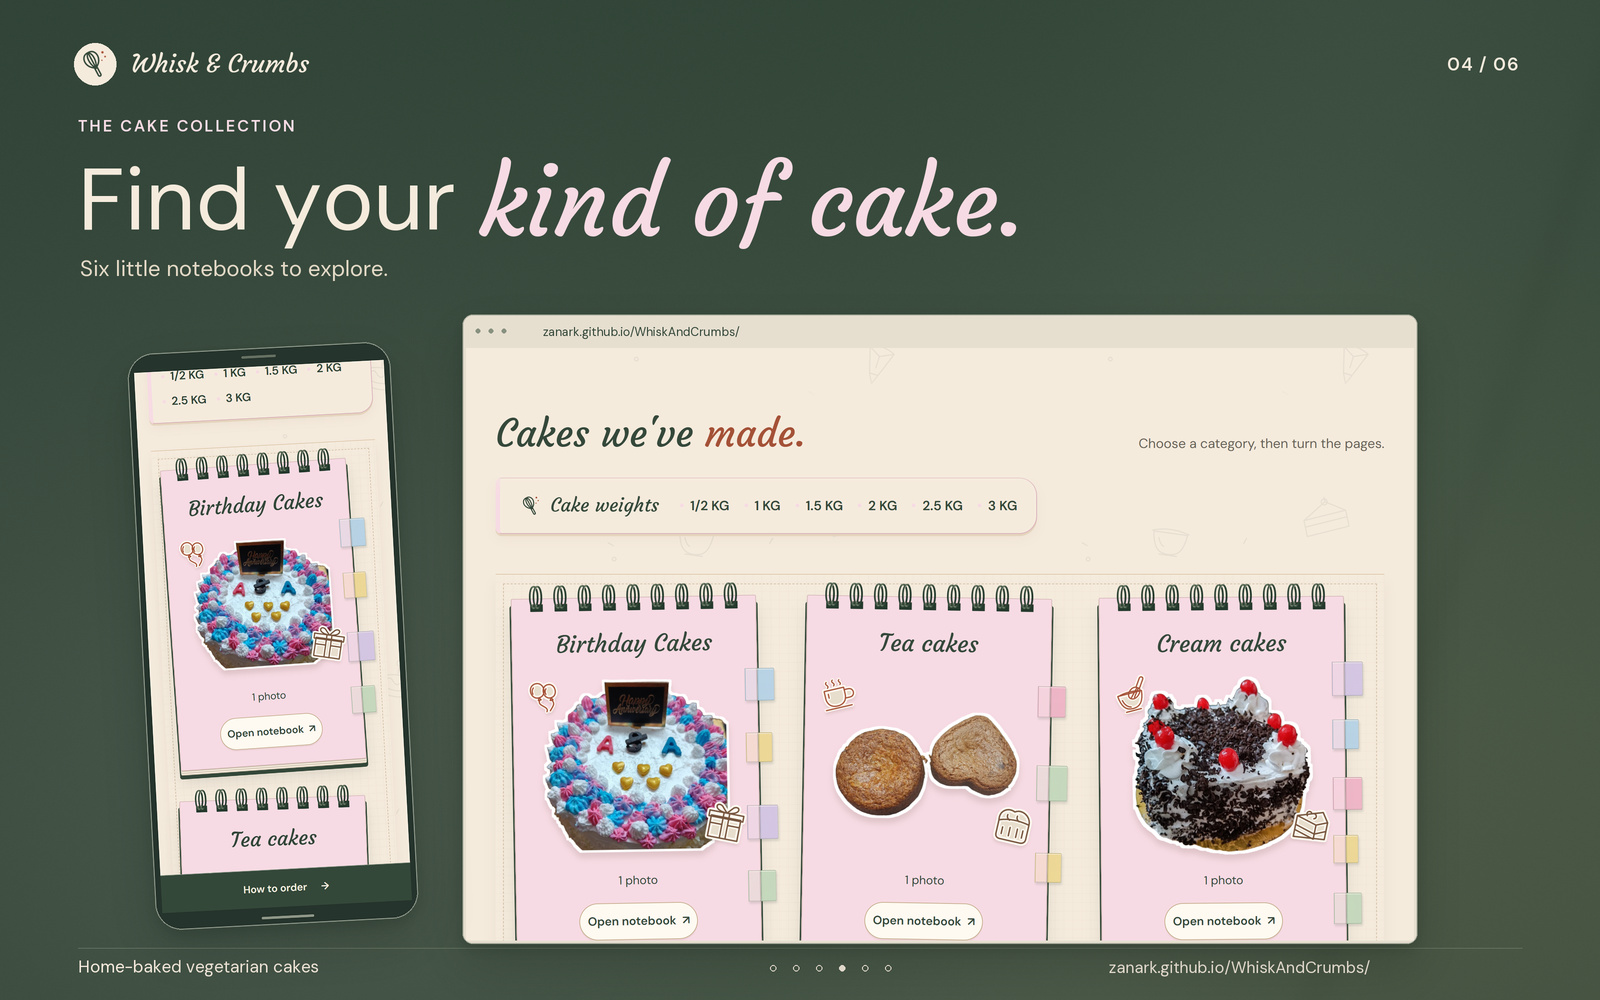 Whisk & Crumbs
04 / 06
THE CAKE COLLECTION
Find your kind of cake.
Six little notebooks to explore.
1/2 KG 1 KG 1.5 KG 2 KG
2.5 KG 3 KG
Birthday Cakes
Happy
Anniversary
A & A
1 photo
Open notebook ↗
Tea cakes
How to order →
zanark.github.io/WhiskAndCrumbs/
Cakes we've made.
Choose a category, then turn the pages.
Cake weights 1/2 KG 1 KG 1.5 KG 2 KG 2.5 KG 3 KG
Birthday Cakes
Happy
Anniversary
A & A
1 photo
Open notebook ↗
Tea cakes
1 photo
Open notebook ↗
Cream cakes
1 photo
Open notebook ↗
Home-baked vegetarian cakes
zanark.github.io/WhiskAndCrumbs/